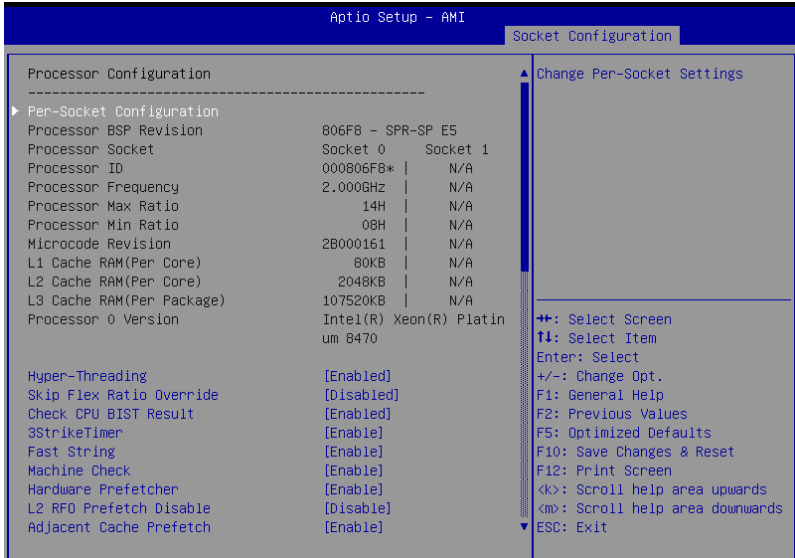 Aptio Setup - AMI
Socket Configuration
Processor Configuration
--------------------------------------------------
Per-Socket Configuration
Processor BSP Revision 806F8 - SPR-SP E5
Processor Socket Socket 0 Socket 1
Processor ID 000806F8* | N/A
Processor Frequency 2.000GHz | N/A
Processor Max Ratio 14H | N/A
Processor Min Ratio 08H | N/A
Microcode Revision 2B000161 | N/A
L1 Cache RAM(Per Core) 80KB | N/A
L2 Cache RAM(Per Core) 2048KB | N/A
L3 Cache RAM(Per Package) 107520KB | N/A
Processor 0 Version Intel(R) Xeon(R) Platin
um 8470
Hyper-Threading [Enabled]
Skip Flex Ratio Override [Disabled]
Check CPU BIST Result [Enabled]
3StrikeTimer [Enable]
Fast String [Enable]
Machine Check [Enable]
Hardware Prefetcher [Enable]
L2 RFO Prefetch Disable [Disable]
Adjacent Cache Prefetch [Enable]
Change Per-Socket Settings
→←: Select Screen
↑↓: Select Item
Enter: Select
+/-: Change Opt.
F1: General Help
F2: Previous Values
F5: Optimized Defaults
F10: Save Changes & Reset
F12: Print Screen
<k>: Scroll help area upwards
<m>: Scroll help area downwards
ESC: Exit